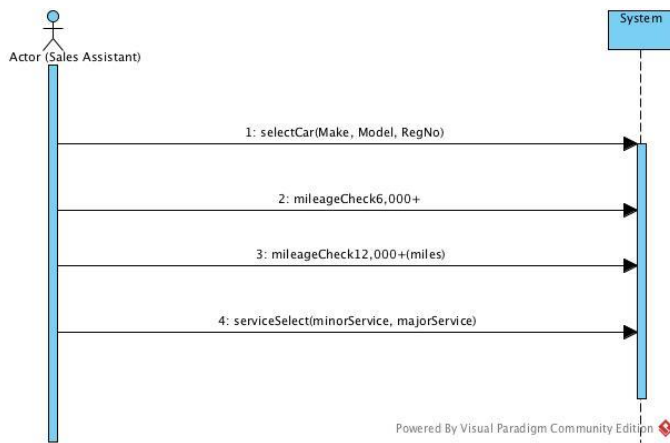 System
Actor (Sales Assistant)
1: selectCar(Make, Model, RegNo)
2: mileageCheck6,000+
3: mileageCheck12,000+(miles)
4: serviceSelect(minorService, majorService)
Powered By Visual Paradigm Community Edition